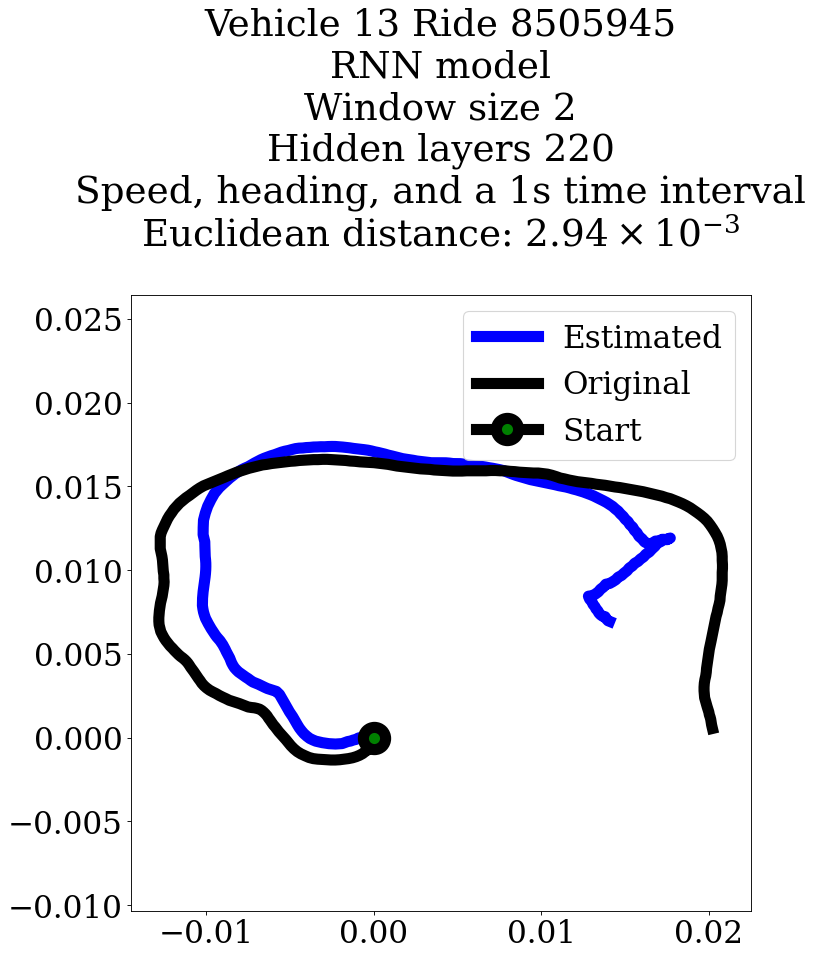 Vehicle 13 Ride 8505945
RNN model
Window size 2
Hidden layers 220
Speed, heading, and a 1s time interval
Euclidean distance: 2.94 × 10⁻³
Estimated
Original
Start
0.025
0.020
0.015
0.010
0.005
0.000
−0.005
−0.010
−0.01 0.00 0.01 0.02